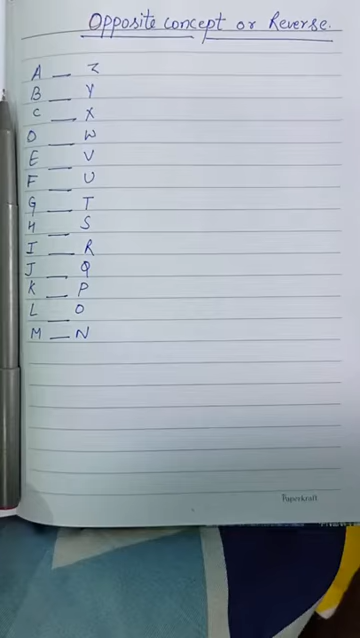 Opposite concept or Reverse.
A — Z
B — Y
C — X
D — W
E — V
F — U
G — T
H — S
I — R
J — Q
K — P
L — O
M — N
Paperkraft